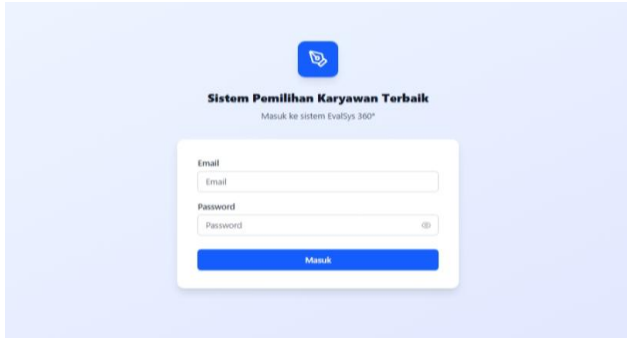 Sistem Pemilihan Karyawan Terbaik
Masuk ke sistem EvalSys 360°
Email
Email
Password
Password
Masuk